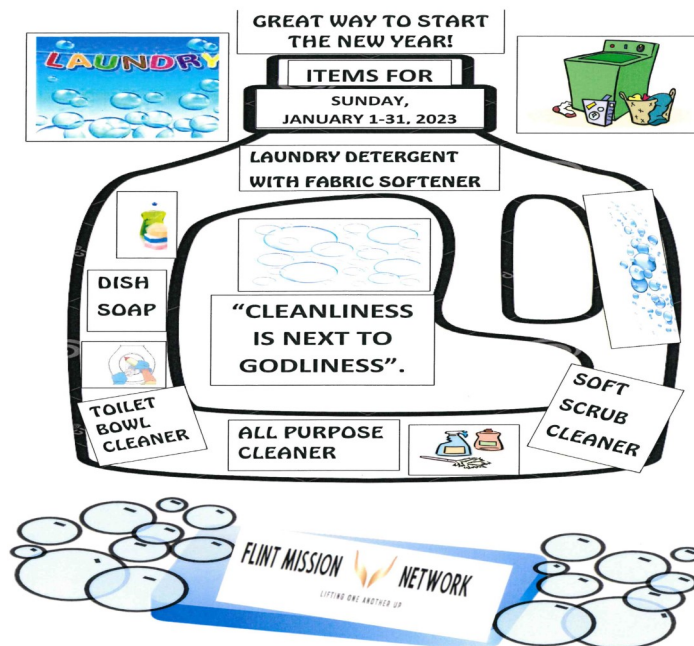 GREAT WAY TO START
THE NEW YEAR!
LAUNDRY
ITEMS FOR
SUNDAY,
JANUARY 1-31, 2023
LAUNDRY DETERGENT
WITH FABRIC SOFTENER
DISH
SOAP
"CLEANLINESS
IS NEXT TO
GODLINESS".
TOILET
BOWL
CLEANER
ALL PURPOSE
CLEANER
SOFT
SCRUB
CLEANER
FLINT MISSION NETWORK
LIFTING ONE ANOTHER UP